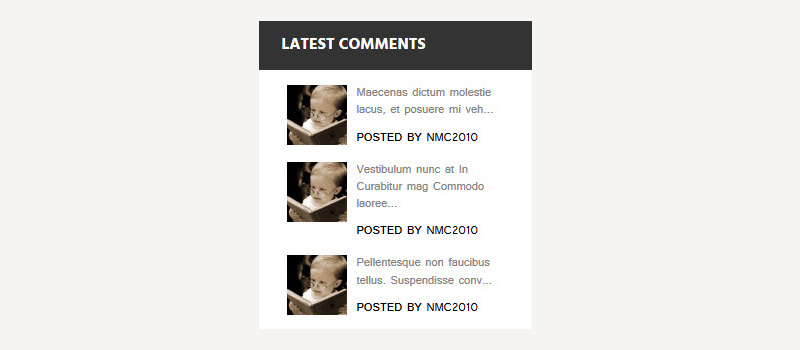 LATEST COMMENTS
Maecenas dictum molestie
lacus, et posuere mi veh...
POSTED BY NMC2010
Vestibulum nunc at In
Curabitur mag Commodo
laoree...
POSTED BY NMC2010
Pellentesque non faucibus
tellus. Suspendisse conv...
POSTED BY NMC2010